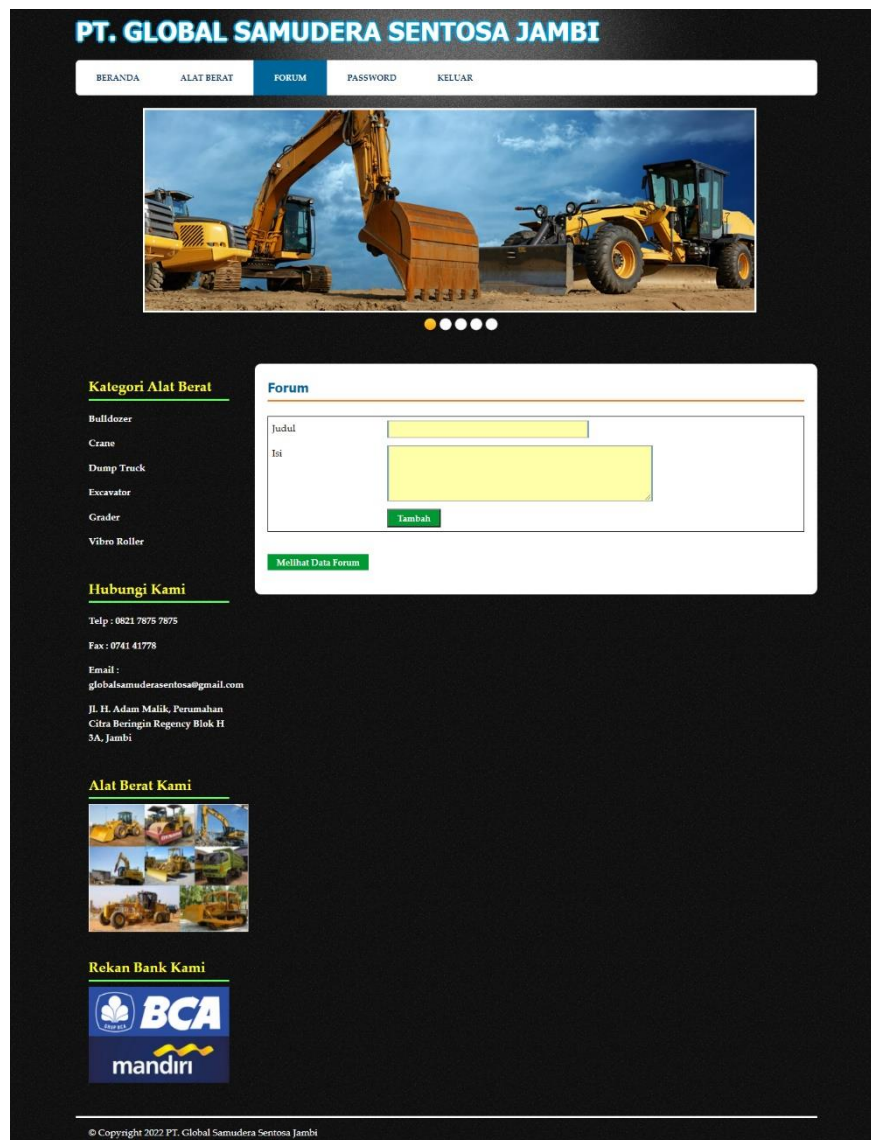 PT. GLOBAL SAMUDERA SENTOSA JAMBI
BERANDA ALAT BERAT FORUM PASSWORD KELUAR
Kategori Alat Berat
Bulldozer
Crane
Dump Truck
Excavator
Grader
Vibro Roller
Hubungi Kami
Telp : 0821 7875 7875
Fax : 0741 41778
Email :
globalsamuderasentosa@gmail.com
Jl. H. Adam Malik, Perumahan
Citra Beringin Regency Blok H
3A, Jambi
Alat Berat Kami
Rekan Bank Kami
BCA
mandiri
Forum
Judul
Isi
Tambah
Melihat Data Forum
© Copyright 2022 PT. Global Samudera Sentosa Jambi